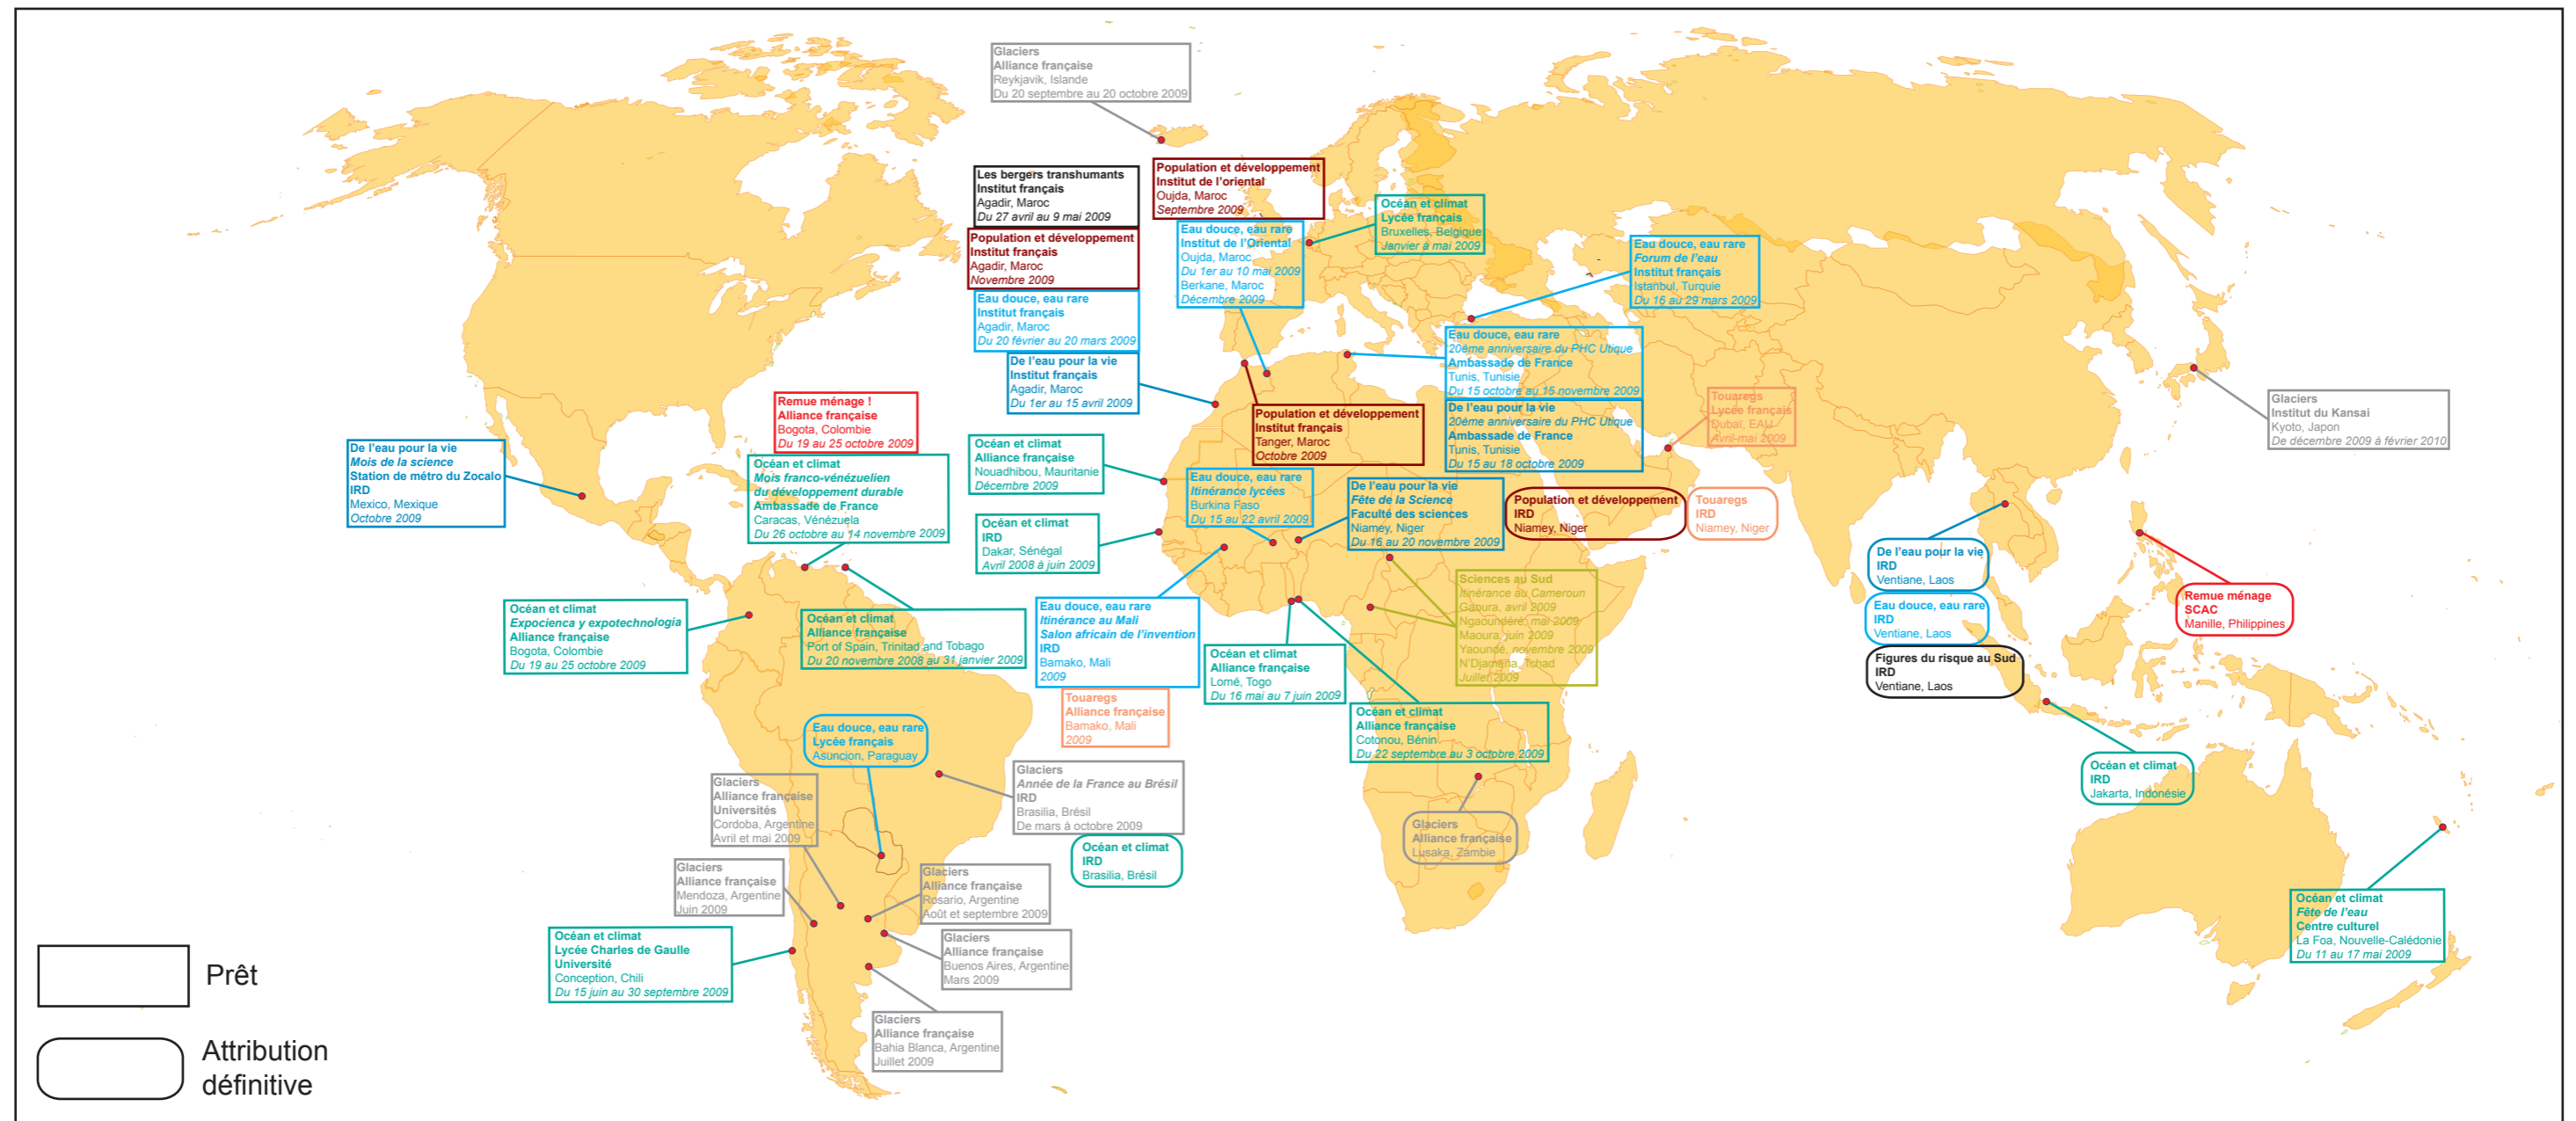 Glaciers
Alliance française
Reykjavik, Islande
Du 20 septembre au 20 octobre 2009
Les bergers transhumants
Institut français
Agadir, Maroc
Du 27 avril au 9 mai 2009
Population et développement
Institut français
Agadir, Maroc
Novembre 2009
Eau douce, eau rare
Institut français
Agadir, Maroc
Du 20 février au 20 mars 2009
De l'eau pour la vie
Institut français
Agadir, Maroc
Du 1er au 15 avril 2009
Population et développement
Institut de l'oriental
Oujda, Maroc
Septembre 2009
Eau douce, eau rare
Institut de l'Oriental
Oujda, Maroc
Du 1er au 10 mai 2009
Berkane, Maroc
Décembre 2009
Océan et climat
Lycée français
Bruxelles, Belgique
Janvier à mai 2009
Eau douce, eau rare
Forum de l'eau
Institut français
Istanbul, Turquie
Du 16 au 29 mars 2009
Eau douce, eau rare
20ème anniversaire du PHC Utique
Ambassade de France
Tunis, Tunisie
Du 15 octobre au 15 novembre 2009
De l'eau pour la vie
20ème anniversaire du PHC Utique
Ambassade de France
Tunis, Tunisie
Du 15 au 18 octobre 2009
Touaregs
Lycée français
Dubaï, EAU
Avril-mai 2009
Glaciers
Institut du Kansai
Kyoto, Japon
De décembre 2009 à février 2010
Remue ménage !
Alliance française
Bogota, Colombie
Du 19 au 25 octobre 2009
De l'eau pour la vie
Mois de la science
Station de métro du Zocalo
IRD
Mexico, Mexique
Octobre 2009
Océan et climat
Mois franco-vénézuelien
du développement durable
Ambassade de France
Caracas, Vénézuela
Du 26 octobre au 14 novembre 2009
Océan et climat
Alliance française
Nouadhibou, Mauritanie
Décembre 2009
Océan et climat
IRD
Dakar, Sénégal
Avril 2008 à juin 2009
Population et développement
Institut français
Tanger, Maroc
Octobre 2009
Eau douce, eau rare
Itinérance lycées
Burkina Faso
Du 15 au 22 avril 2009
De l'eau pour la vie
Fête de la Science
Faculté des sciences
Niamey, Niger
Du 16 au 20 novembre 2009
Population et développement
IRD
Niamey, Niger
Touaregs
IRD
Niamey, Niger
De l'eau pour la vie
IRD
Ventiane, Laos
Eau douce, eau rare
IRD
Ventiane, Laos
Figures du risque au Sud
IRD
Ventiane, Laos
Remue ménage
SCAC
Manille, Philippines
Océan et climat
Expocienca y expotechnologia
Alliance française
Bogota, Colombie
Du 19 au 25 octobre 2009
Océan et climat
Alliance française
Port of Spain, Trinitad and Tobago
Du 20 novembre 2008 au 31 janvier 2009
Eau douce, eau rare
Itinérance au Mali
Salon africain de l'invention
IRD
Bamako, Mali
2009
Touaregs
Alliance française
Bamako, Mali
2009
Océan et climat
Alliance française
Lomé, Togo
Du 16 mai au 7 juin 2009
Sciences au Sud
Itinérance au Cameroun
Gaoura, avril 2009
Ngaoundéré, mai 2009
Maoura, juin 2009
Yaoundé, novembre 2009
N'Djamena, Tchad
Juillet 2009
Océan et climat
Alliance française
Cotonou, Bénin
Du 22 septembre au 3 octobre 2009
Eau douce, eau rare
Lycée français
Asuncion, Paraguay
Glaciers
Année de la France au Brésil
IRD
Brasilia, Brésil
De mars à octobre 2009
Océan et climat
IRD
Brasilia, Brésil
Glaciers
Alliance française
Universités
Cordoba, Argentine
Avril et mai 2009
Glaciers
Alliance française
Mendoza, Argentine
Juin 2009
Glaciers
Alliance française
Rosario, Argentine
Août et septembre 2009
Glaciers
Alliance française
Buenos Aires, Argentine
Mars 2009
Océan et climat
Lycée Charles de Gaulle
Université
Conception, Chili
Du 15 juin au 30 septembre 2009
Glaciers
Alliance française
Bahia Blanca, Argentine
Juillet 2009
Glaciers
Alliance française
Lusaka, Zambie
Océan et climat
IRD
Jakarta, Indonésie
Océan et climat
Fête de l'eau
Centre culturel
La Foa, Nouvelle-Calédonie
Du 11 au 17 mai 2009
Prêt
Attribution
définitive